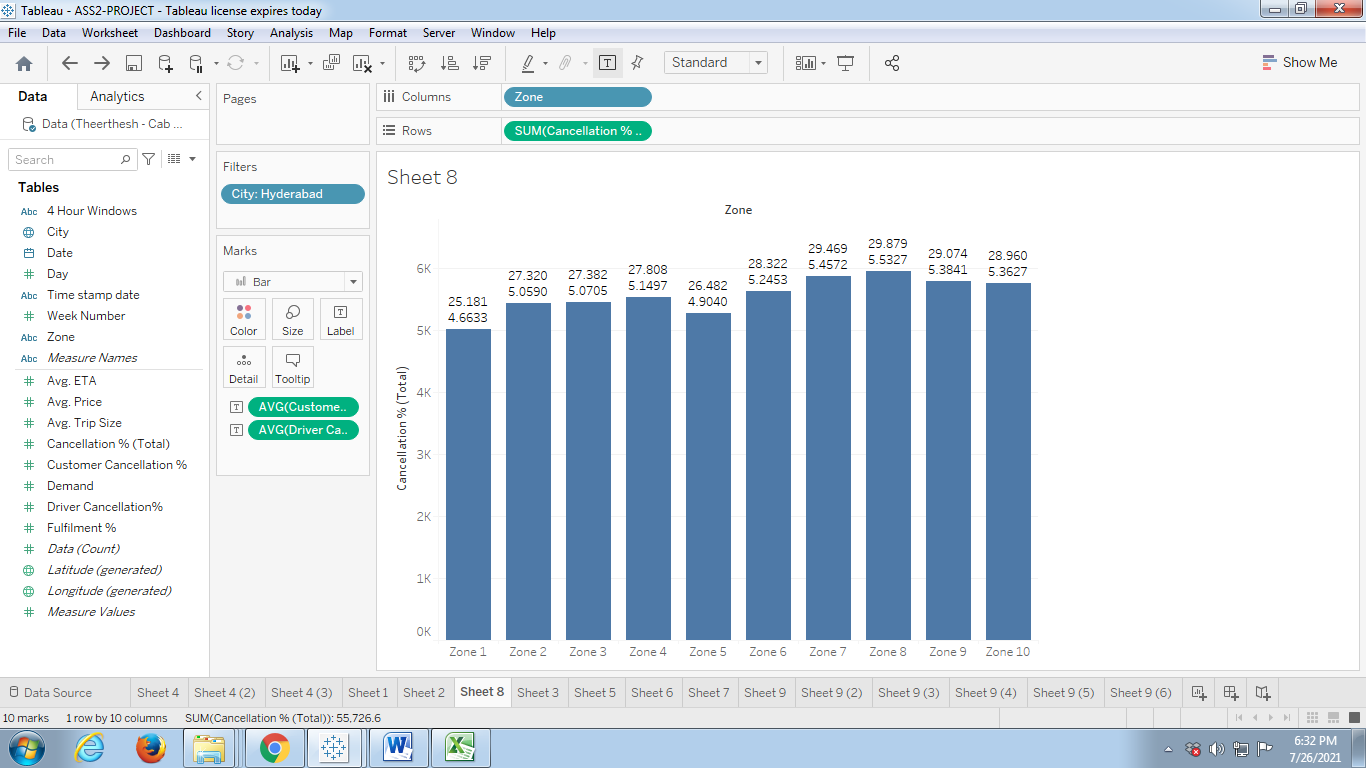 Tableau - ASS2-PROJECT - Tableau license expires today
File Data Worksheet Dashboard Story Analysis Map Format Server Window Help
Standard
Show Me
Data Analytics
Data (Theerthesh - Cab ...
Search
Tables
Abc 4 Hour Windows
City
Date
Day
Abc Time stamp date
Week Number
Abc Zone
Abc Measure Names
Avg. ETA
Avg. Price
Avg. Trip Size
Cancellation % (Total)
Customer Cancellation %
Demand
Driver Cancellation%
Fulfilment %
Data (Count)
Latitude (generated)
Longitude (generated)
Measure Values
Pages
Filters
City: Hyderabad
Marks
Bar
Color Size Label
Detail Tooltip
AVG(Custome..
AVG(Driver Ca..
Columns Zone
Rows SUM(Cancellation % ..
Sheet 8
Zone
25.181 27.320 27.382 27.808 26.482 28.322 29.469 29.879 29.074 28.960
4.6633 5.0590 5.0705 5.1497 4.9040 5.2453 5.4572 5.5327 5.3841 5.3627
6K
5K
4K
3K
2K
1K
0K
Cancellation % (Total)
Zone 1 Zone 2 Zone 3 Zone 4 Zone 5 Zone 6 Zone 7 Zone 8 Zone 9 Zone 10
Data Source Sheet 4 Sheet 4 (2) Sheet 4 (3) Sheet 1 Sheet 2 Sheet 8 Sheet 3 Sheet 5 Sheet 6 Sheet 7 Sheet 9 Sheet 9 (2) Sheet 9 (3) Sheet 9 (4) Sheet 9 (5) Sheet 9 (6)
10 marks 1 row by 10 columns SUM(Cancellation % (Total)): 55,726.6
6:32 PM
7/26/2021